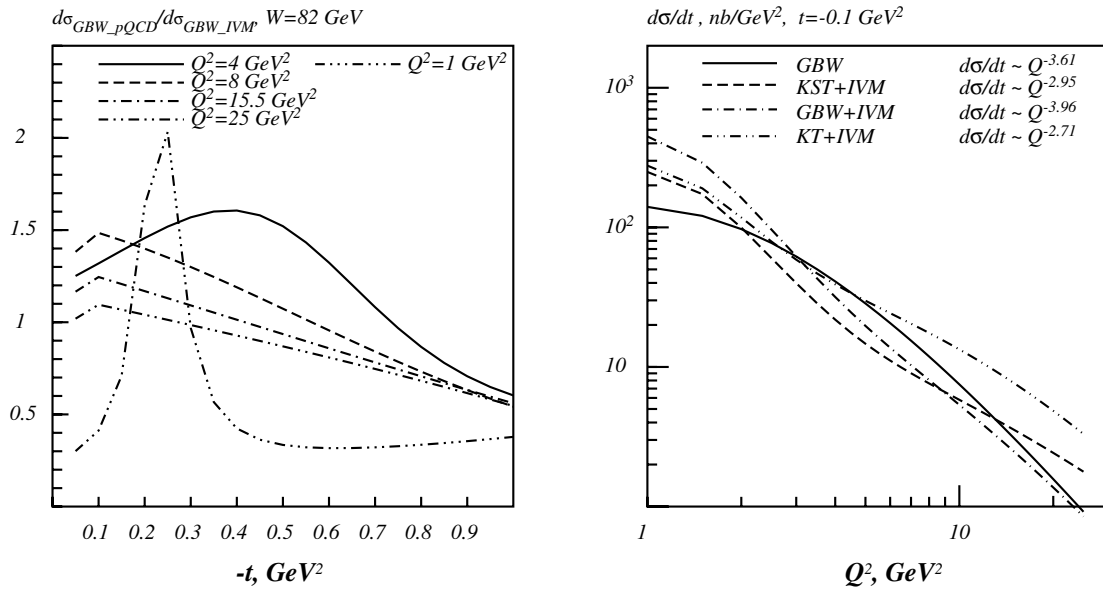 dσ_GBW_pQCD/dσ_GBW_IVM, W=82 GeV
Q²=4 GeV² Q²=1 GeV²
Q²=8 GeV²
Q²=15.5 GeV²
Q²=25 GeV²
2
1.5
1
0.5
0.1 0.2 0.3 0.4 0.5 0.6 0.7 0.8 0.9
-t, GeV²
dσ/dt , nb/GeV², t=-0.1 GeV²
GBW dσ/dt ~ Q^-3.61
KST+IVM dσ/dt ~ Q^-2.95
GBW+IVM dσ/dt ~ Q^-3.96
KT+IVM dσ/dt ~ Q^-2.71
10³
10²
10
1 10
Q², GeV²